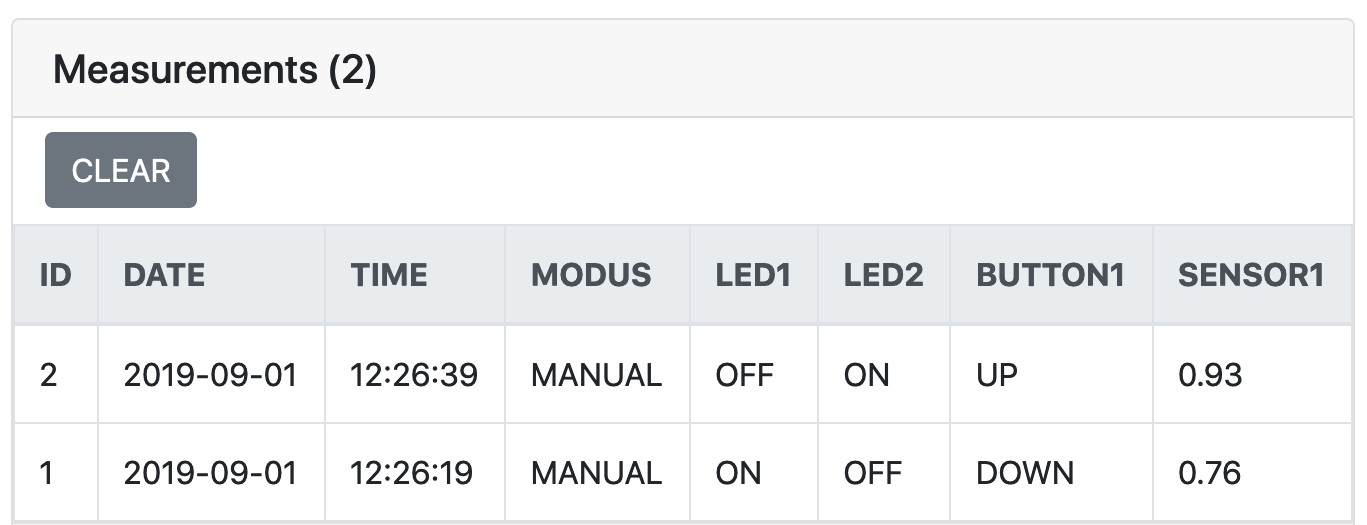 Measurements (2)
CLEAR
ID DATE TIME MODUS LED1 LED2 BUTTON1 SENSOR1
2 2019-09-01 12:26:39 MANUAL OFF ON UP 0.93
1 2019-09-01 12:26:19 MANUAL ON OFF DOWN 0.76